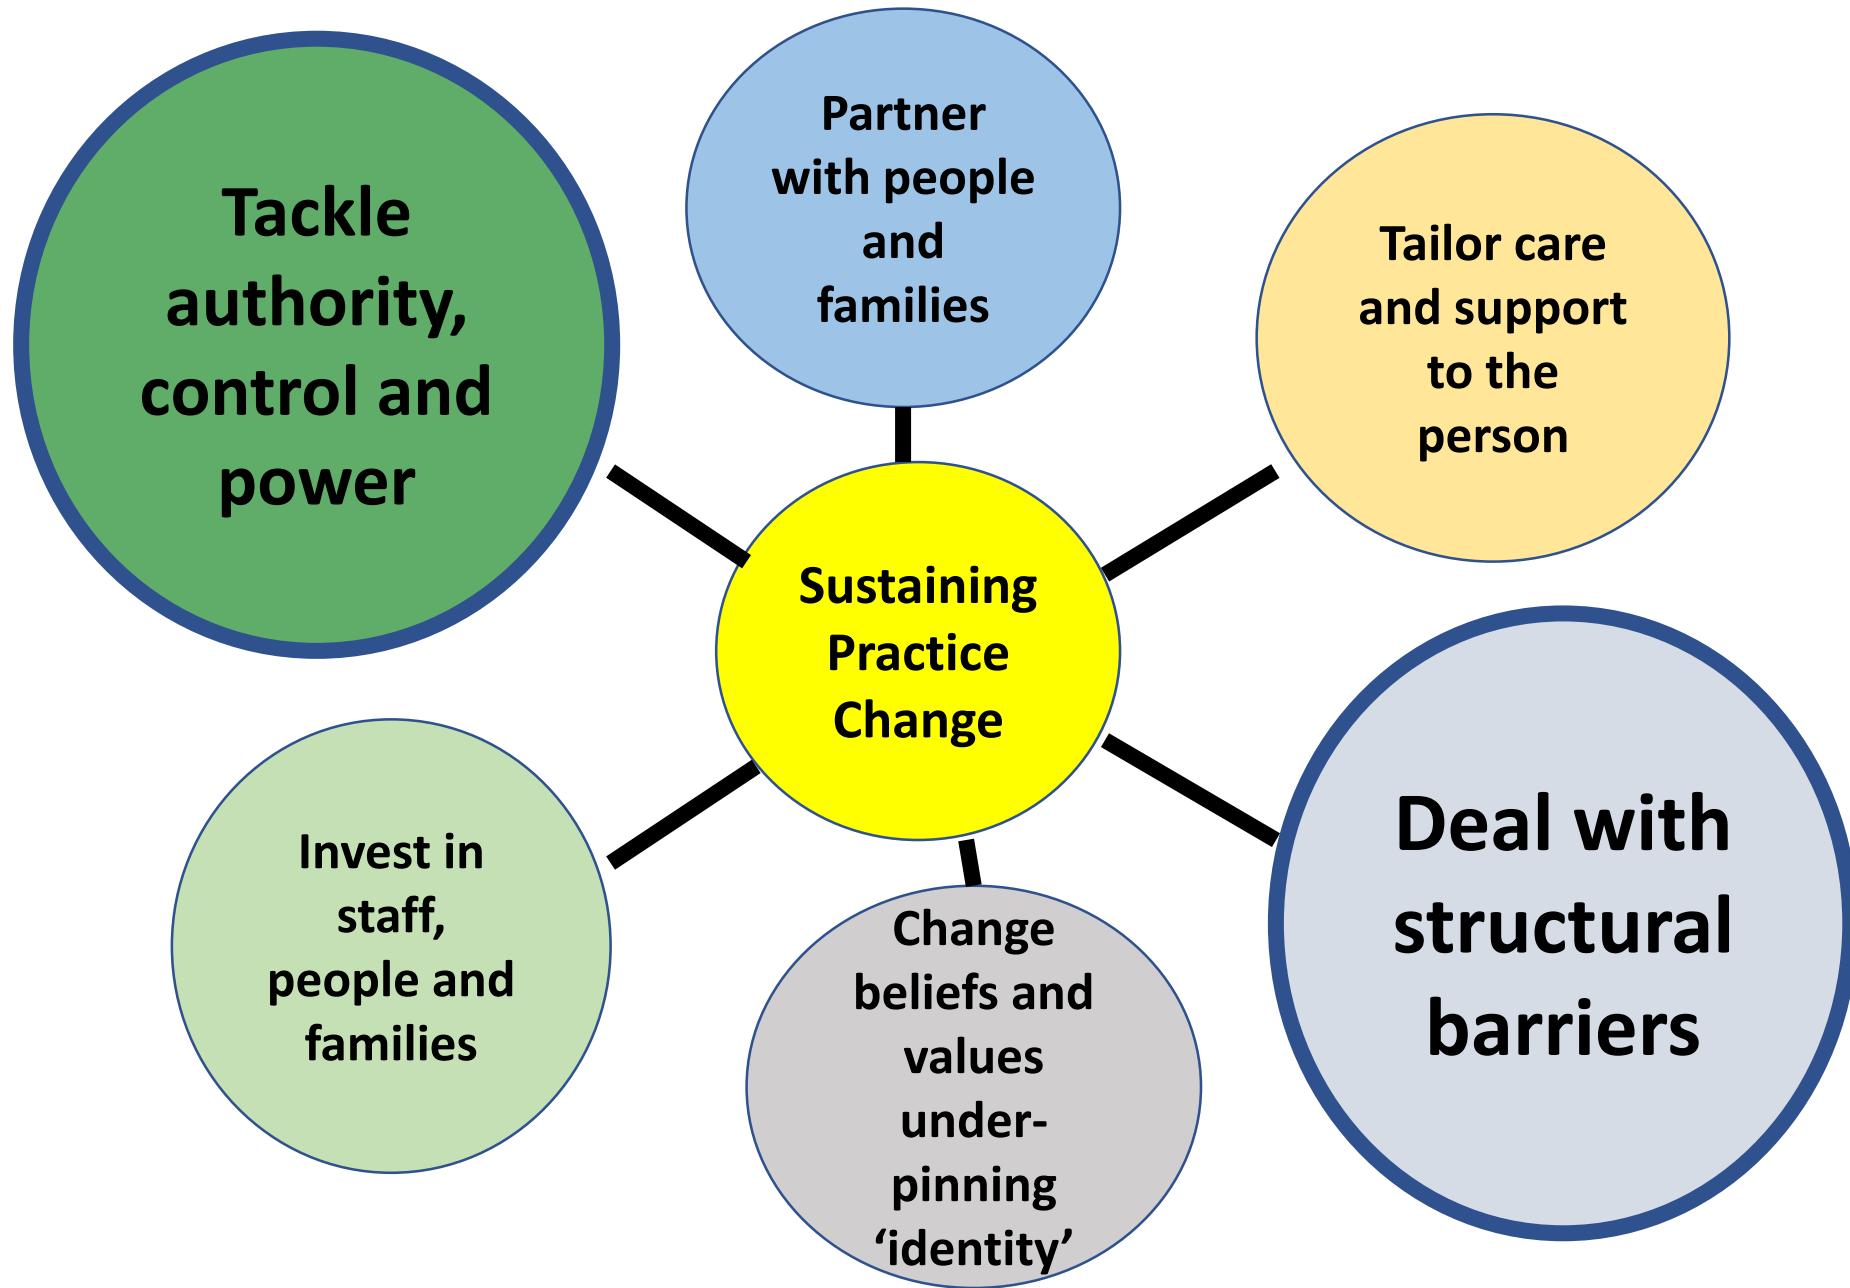 Tackle
authority,
control and
power
Partner
with people
and
families
Tailor care
and support
to the
person
Sustaining
Practice
Change
Invest in
staff,
people and
families
Change
beliefs and
values
under-
pinning
‘identity’
Deal with
structural
barriers